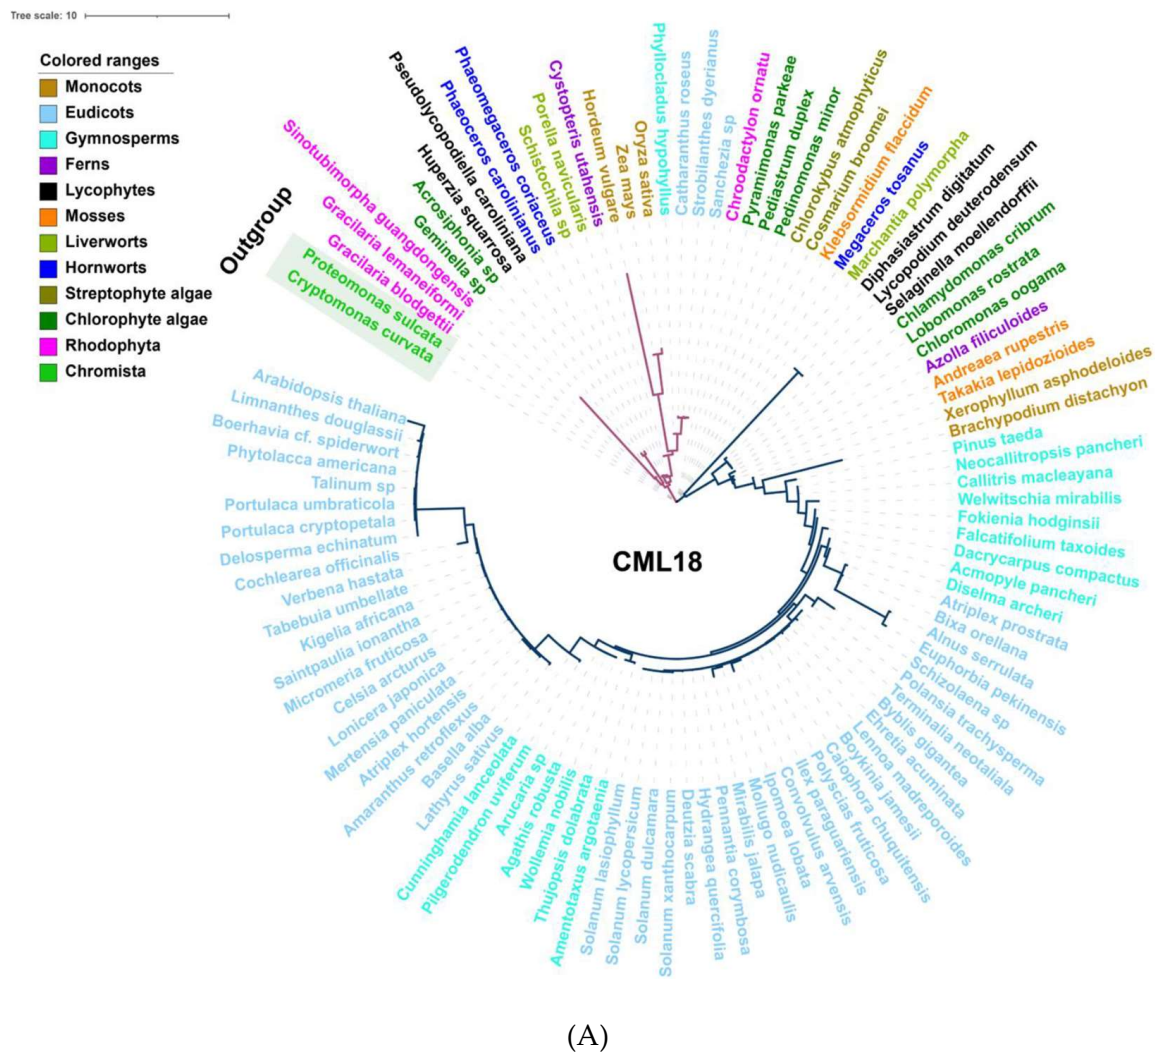 Tree scale: 10
Colored ranges
Monocots
Eudicots
Gymnosperms
Ferns
Lycophytes
Mosses
Liverworts
Hornworts
Streptophyte algae
Chlorophyte algae
Rhodophyta
Chromista
Outgroup
Cryptomonas curvata
Proteomonas sulcata
Gracilaria blodgettii
Gracilaria lemaneiformi
Sinotubimorpha guangdongensis
Geminella sp
Acrosiphonia sp
Huperzia squarrosa
Pseudolycopodiella caroliniana
Phaeoceros carolinianus
Phaeomegaceros coriaceus
Schistochila sp
Porella navicularis
Cystopteris utahensis
Hordeum vulgare
Zea mays
Oryza sativa
Phyllocladus hypophyllus
Catharanthus roseus
Strobilanthes dyerianus
Sanchezia sp
Chroodactylon ornatu
Pyramimonas parkeae
Pediastrum duplex
Pedinomonas minor
Chlorokybus atmophyticus
Cosmarium broomei
Klebsormidium flaccidum
Megaceros tosanus
Marchantia polymorpha
Diphasiastrum digitatum
Lycopodium deuterodensum
Selaginella moellendorffii
Chlamydomonas cribrum
Lobomonas rostrata
Chloromonas oogama
Azolla filiculoides
Andreaea rupestris
Takakia lepidozioides
Xerophyllum asphodeloides
Brachypodium distachyon
Pinus taeda
Neocallitropsis pancheri
Callitris macleayana
Welwitschia mirabilis
Fokienia hodginsii
Falcatifolium taxoides
Dacrycarpus compactus
Acmopyle pancheri
Diselma archeri
Atriplex prostrata
Bixa orellana
Alnus serrulata
Euphorbia pekinensis
Schizolaena sp
Polansia trachysperma
Terminalia neotaliala
Byblis gigantea
Ehretia acuminata
Lennoa madreporoides
Boykinia jamesii
Calophora chuquitensis
Polyscias fruticosa
Ilex paraguariensis
Convolvulus arvensis
Ipomoea lobata
Mollugo nudicaulis
Mirabilis jalapa
Pennantia corymbosa
Hydrangea quercifolia
Deutzia scabra
Solanum xanthocarpum
Solanum dulcamara
Solanum lycopersicum
Solanum lasiophyllum
Amentotaxus argotaenia
Thujopsis dolabrata
Wollemia nobilis
Agathis robusta
Arucaria sp
Pilgerodendron uviferum
Cunninghamia lanceolata
Lathyrus sativus
Basella alba
Amaranthus retroflexus
Atriplex hortensis
Mertensia paniculata
Lonicera japonica
Celsia arcturus
Micromeria fruticosa
Saintpaulia ionantha
Kigelia africana
Tabebuia umbellate
Verbena hastata
Cochlearea officinalis
Delosperma echinatum
Portulaca cryptopetala
Portulaca umbraticola
Talinum sp
Phytolacca americana
Boerhavia cf. spiderwort
Limnanthes douglassii
Arabidopsis thaliana
CML18
(A)